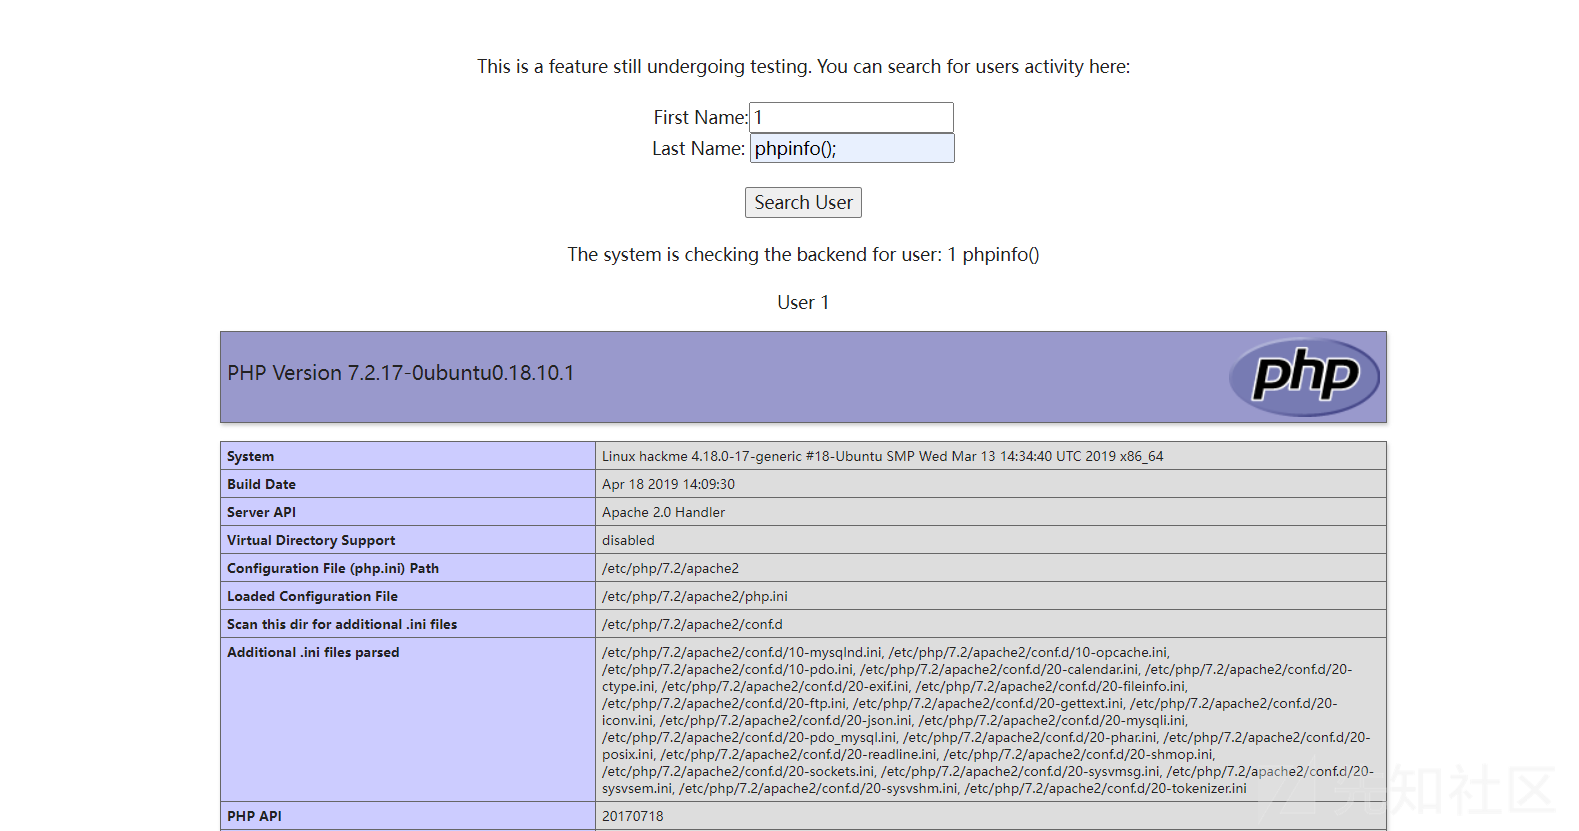 This is a feature still undergoing testing. You can search for users activity here:
First Name: 1
Last Name: phpinfo();
Search User
The system is checking the backend for user: 1 phpinfo()
User 1
PHP Version 7.2.17-0ubuntu0.18.10.1
php
System Linux hackme 4.18.0-17-generic #18-Ubuntu SMP Wed Mar 13 14:34:40 UTC 2019 x86_64
Build Date Apr 18 2019 14:09:30
Server API Apache 2.0 Handler
Virtual Directory Support disabled
Configuration File (php.ini) Path /etc/php/7.2/apache2
Loaded Configuration File /etc/php/7.2/apache2/php.ini
Scan this dir for additional .ini files /etc/php/7.2/apache2/conf.d
Additional .ini files parsed /etc/php/7.2/apache2/conf.d/10-mysqlnd.ini, /etc/php/7.2/apache2/conf.d/10-opcache.ini,
/etc/php/7.2/apache2/conf.d/10-pdo.ini, /etc/php/7.2/apache2/conf.d/20-calendar.ini, /etc/php/7.2/apache2/conf.d/20-
ctype.ini, /etc/php/7.2/apache2/conf.d/20-exif.ini, /etc/php/7.2/apache2/conf.d/20-fileinfo.ini,
/etc/php/7.2/apache2/conf.d/20-ftp.ini, /etc/php/7.2/apache2/conf.d/20-gettext.ini, /etc/php/7.2/apache2/conf.d/20-
iconv.ini, /etc/php/7.2/apache2/conf.d/20-json.ini, /etc/php/7.2/apache2/conf.d/20-mysqli.ini,
/etc/php/7.2/apache2/conf.d/20-pdo_mysql.ini, /etc/php/7.2/apache2/conf.d/20-phar.ini, /etc/php/7.2/apache2/conf.d/20-
posix.ini, /etc/php/7.2/apache2/conf.d/20-readline.ini, /etc/php/7.2/apache2/conf.d/20-shmop.ini,
/etc/php/7.2/apache2/conf.d/20-sockets.ini, /etc/php/7.2/apache2/conf.d/20-sysvmsg.ini, /etc/php/7.2/apache2/conf.d/20-
sysvsem.ini, /etc/php/7.2/apache2/conf.d/20-sysvshm.ini, /etc/php/7.2/apache2/conf.d/20-tokenizer.ini
先知社区
PHP API 20170718